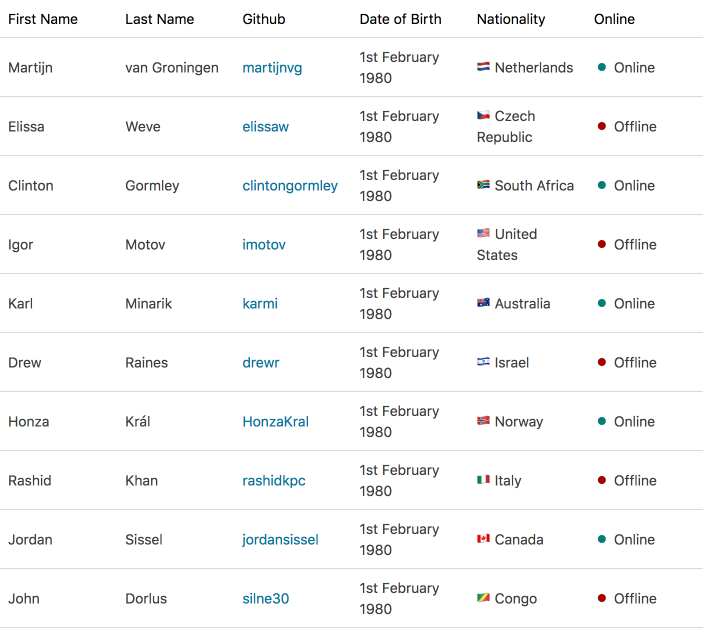 First Name Last Name Github Date of Birth Nationality Online
Martijn van Groningen martijnvg 1st February 1980 Netherlands Online
Elissa Weve elissaw 1st February 1980 Czech Republic Offline
Clinton Gormley clintongormley 1st February 1980 South Africa Online
Igor Motov imotov 1st February 1980 United States Offline
Karl Minarik karmi 1st February 1980 Australia Online
Drew Raines drewr 1st February 1980 Israel Offline
Honza Král HonzaKral 1st February 1980 Norway Online
Rashid Khan rashidkpc 1st February 1980 Italy Offline
Jordan Sissel jordansissel 1st February 1980 Canada Online
John Dorlus silne30 1st February 1980 Congo Offline